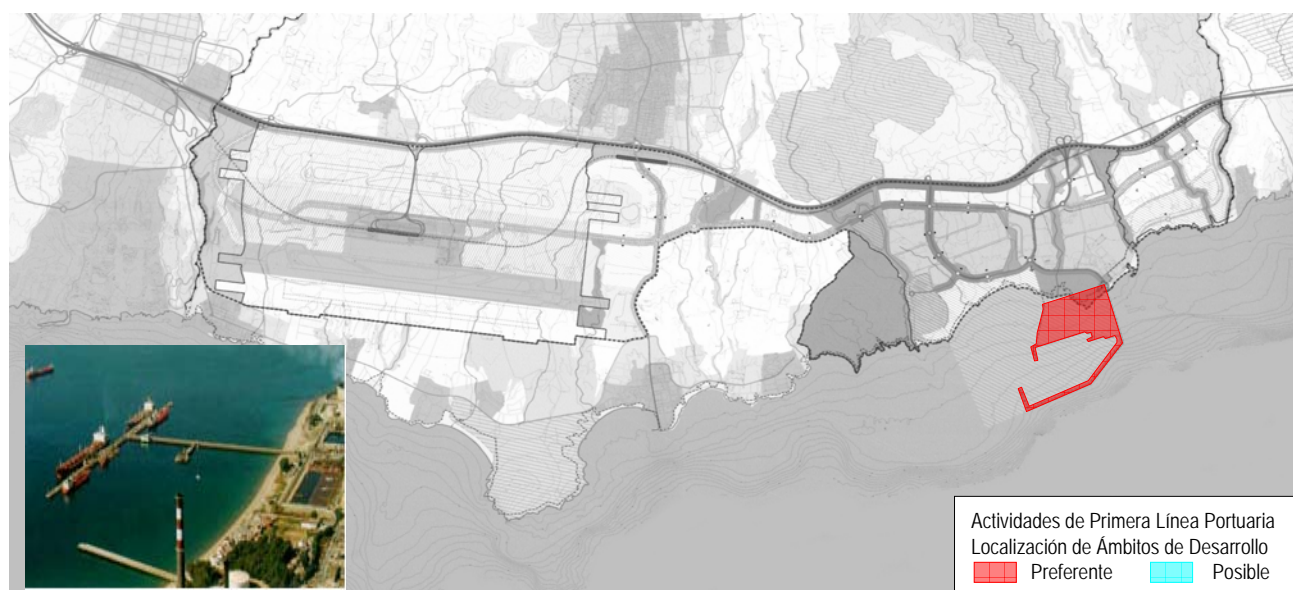 Actividades de Primera Línea Portuaria
Localización de Ámbitos de Desarrollo
Preferente Posible